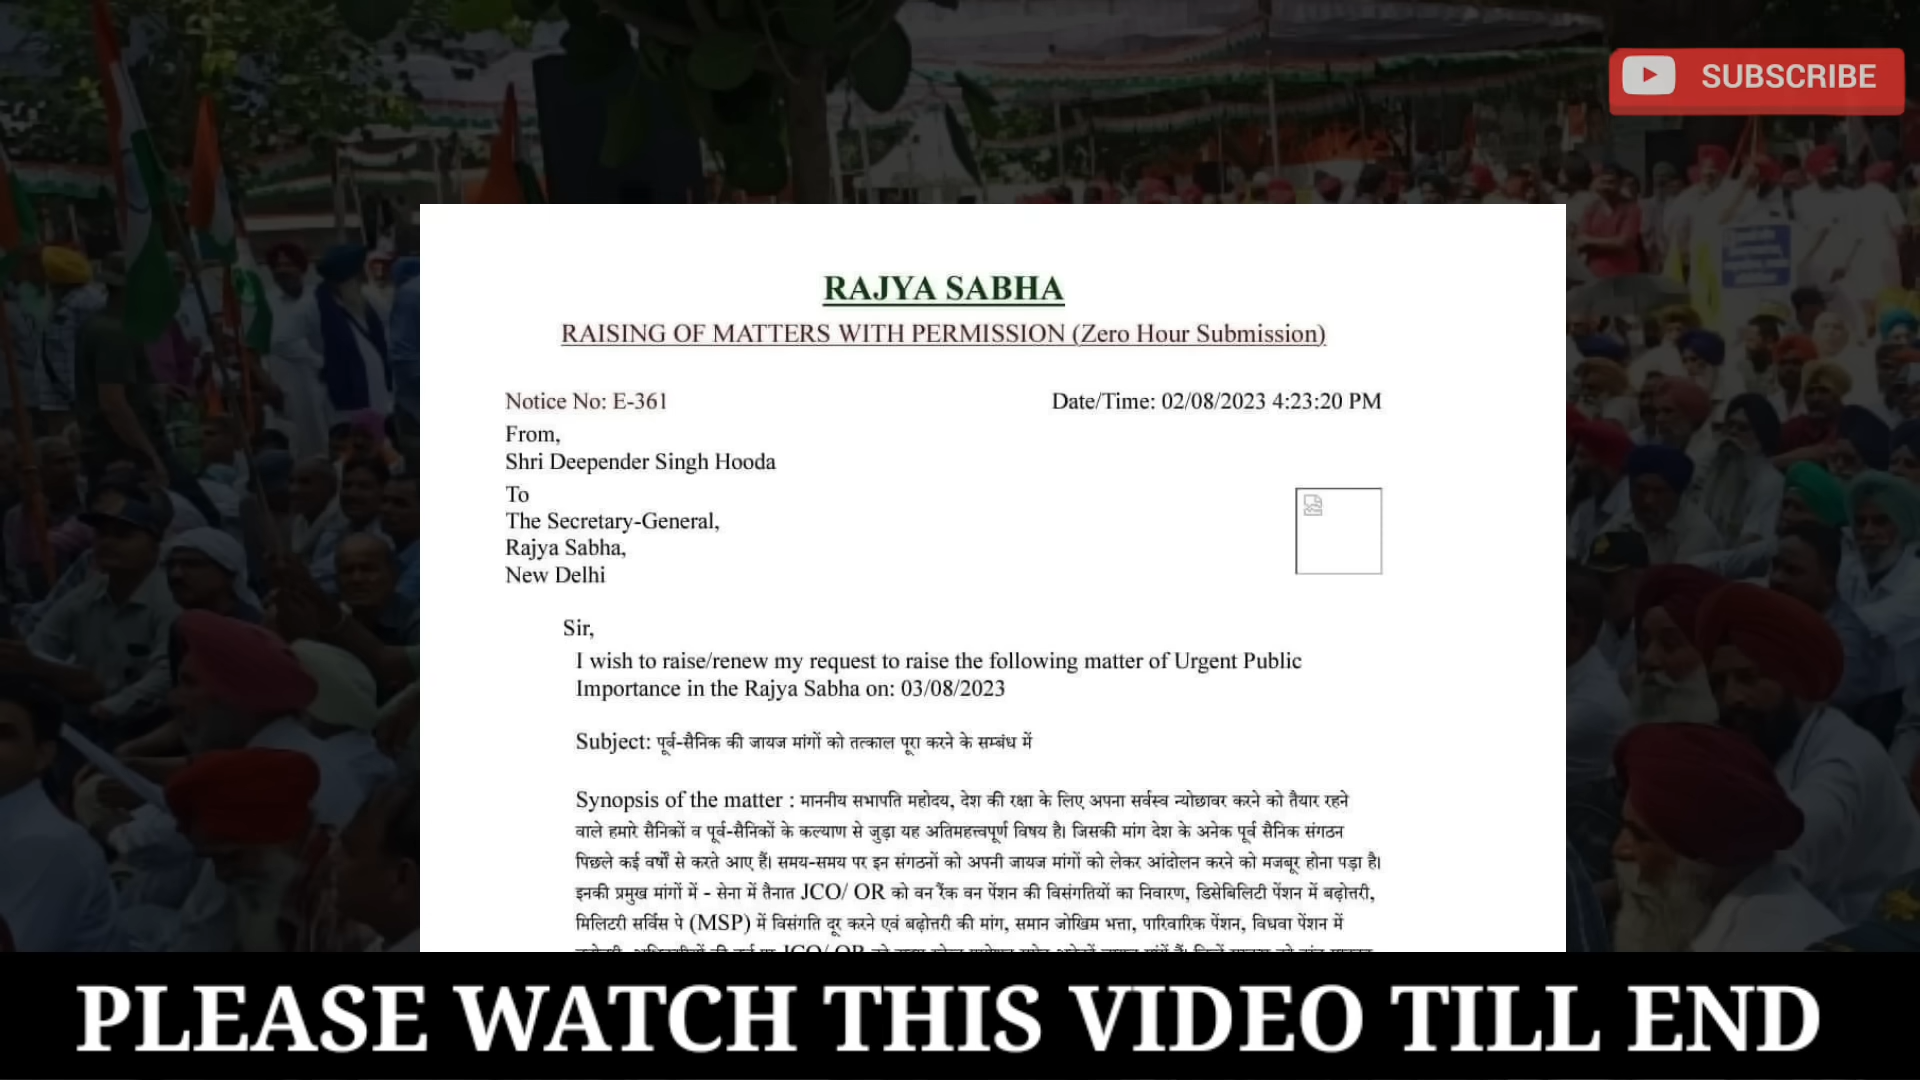 SUBSCRIBE
RAJYA SABHA
RAISING OF MATTERS WITH PERMISSION (Zero Hour Submission)
Notice No: E-361 Date/Time: 02/08/2023 4:23:20 PM
From,
Shri Deepender Singh Hooda
To
The Secretary-General,
Rajya Sabha,
New Delhi
Sir,
I wish to raise/renew my request to raise the following matter of Urgent Public
Importance in the Rajya Sabha on: 03/08/2023
Subject: पूर्व-सैनिक की जायज मांगों को तत्काल पूरा करने के सम्बंध में
Synopsis of the matter : माननीय सभापति महोदय, देश की रक्षा के लिए अपना सर्वस्व न्योछावर करने को तैयार रहने
वाले हमारे सैनिकों व पूर्व-सैनिकों के कल्याण से जुड़ा यह अतिमहत्त्वपूर्ण विषय है। जिसकी मांग देश के अनेक पूर्व सैनिक संगठन
पिछले कई वर्षों से करते आए हैं। समय-समय पर इन संगठनों को अपनी जायज मांगों को लेकर आंदोलन करने को मजबूर होना पड़ा है।
इनकी प्रमुख मांगों में - सेना में तैनात JCO/ OR को वन रैंक वन पेंशन की विसंगतियों का निवारण, डिसेबिलिटी पेंशन में बढ़ोत्तरी,
मिलिटरी सर्विस पे (MSP) में विसंगति दूर करने एवं बढ़ोत्तरी की मांग, समान जोखिम भत्ता, पारिवारिक पेंशन, विधवा पेंशन में
JCO/ OR
PLEASE WATCH THIS VIDEO TILL END